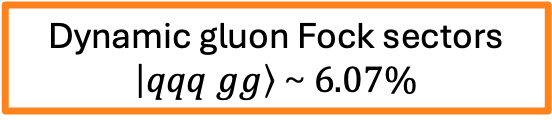 Dynamic gluon Fock sectors
|qqq gg⟩ ~ 6.07%